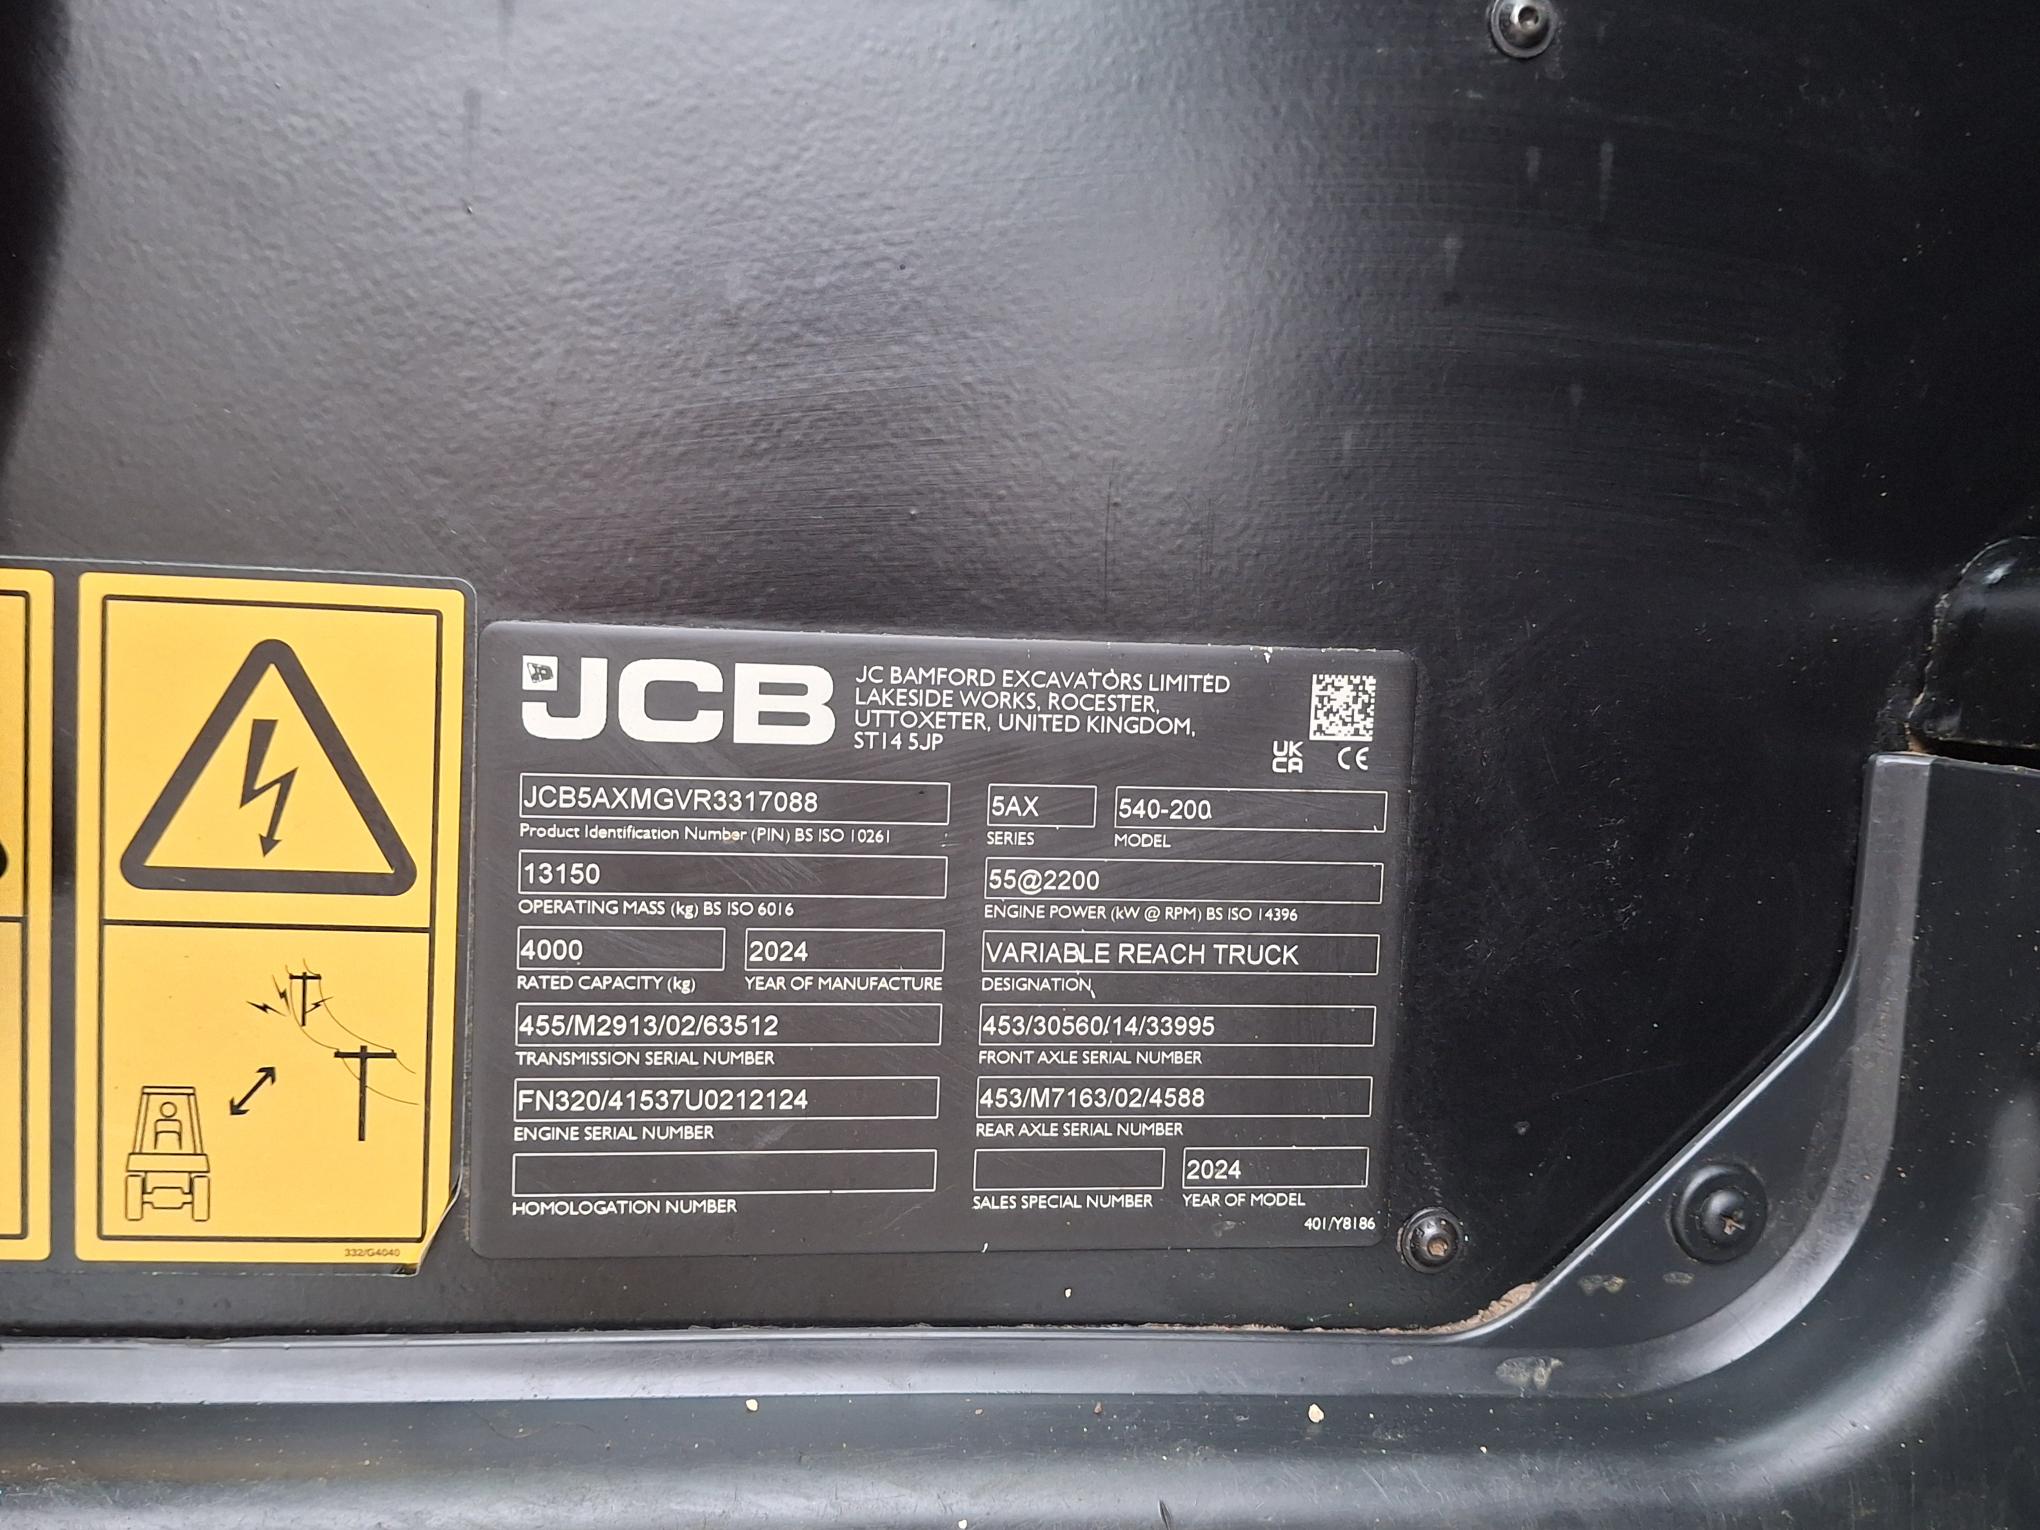 JCB
JC BAMFORD EXCAVATORS LIMITED
LAKESIDE WORKS, ROCESTER,
UTTOXETER, UNITED KINGDOM,
ST14 5JP
UK
CA
CE
JCB5AXMGVR3317088
Product Identification Number (PIN) BS ISO 10261
5AX
SERIES
540-200
MODEL
13150
OPERATING MASS (kg) BS ISO 6016
55@2200
ENGINE POWER (kW @ RPM) BS ISO 14396
4000
RATED CAPACITY (kg)
2024
YEAR OF MANUFACTURE
VARIABLE REACH TRUCK
DESIGNATION
455/M2913/02/63512
TRANSMISSION SERIAL NUMBER
453/30560/14/33995
FRONT AXLE SERIAL NUMBER
FN320/41537U0212124
ENGINE SERIAL NUMBER
453/M7163/02/4588
REAR AXLE SERIAL NUMBER
HOMOLOGATION NUMBER
SALES SPECIAL NUMBER
2024
YEAR OF MODEL
401/Y8186
332/G4040